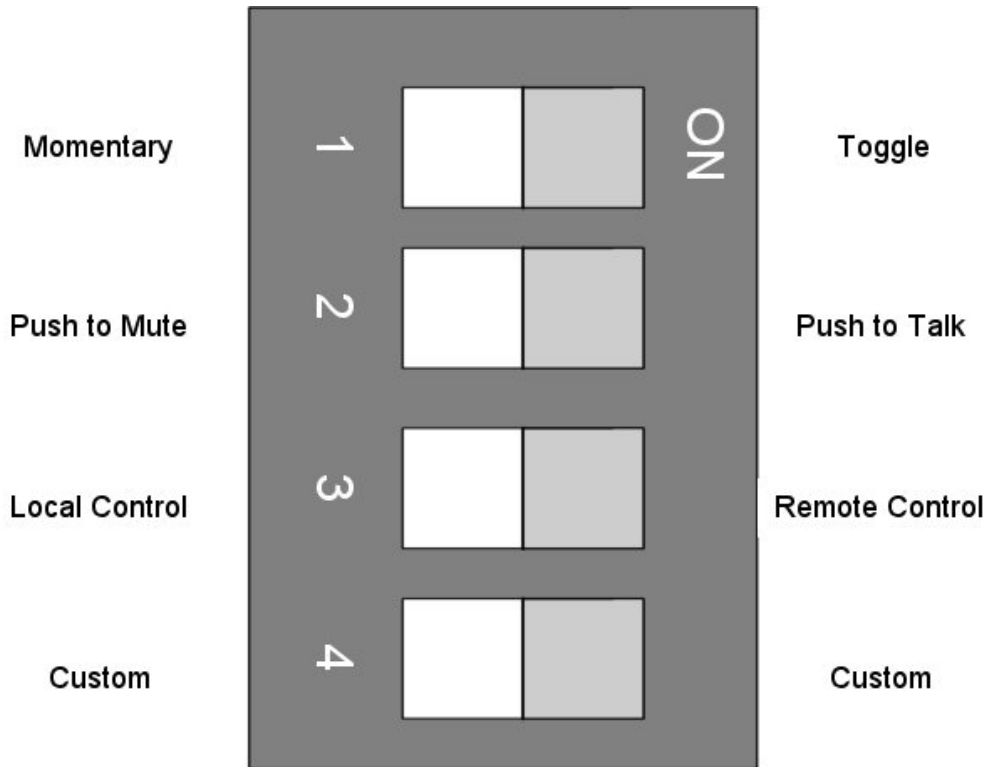 Momentary 1 ON Toggle
Push to Mute 2 Push to Talk
Local Control 3 Remote Control
Custom 4 Custom